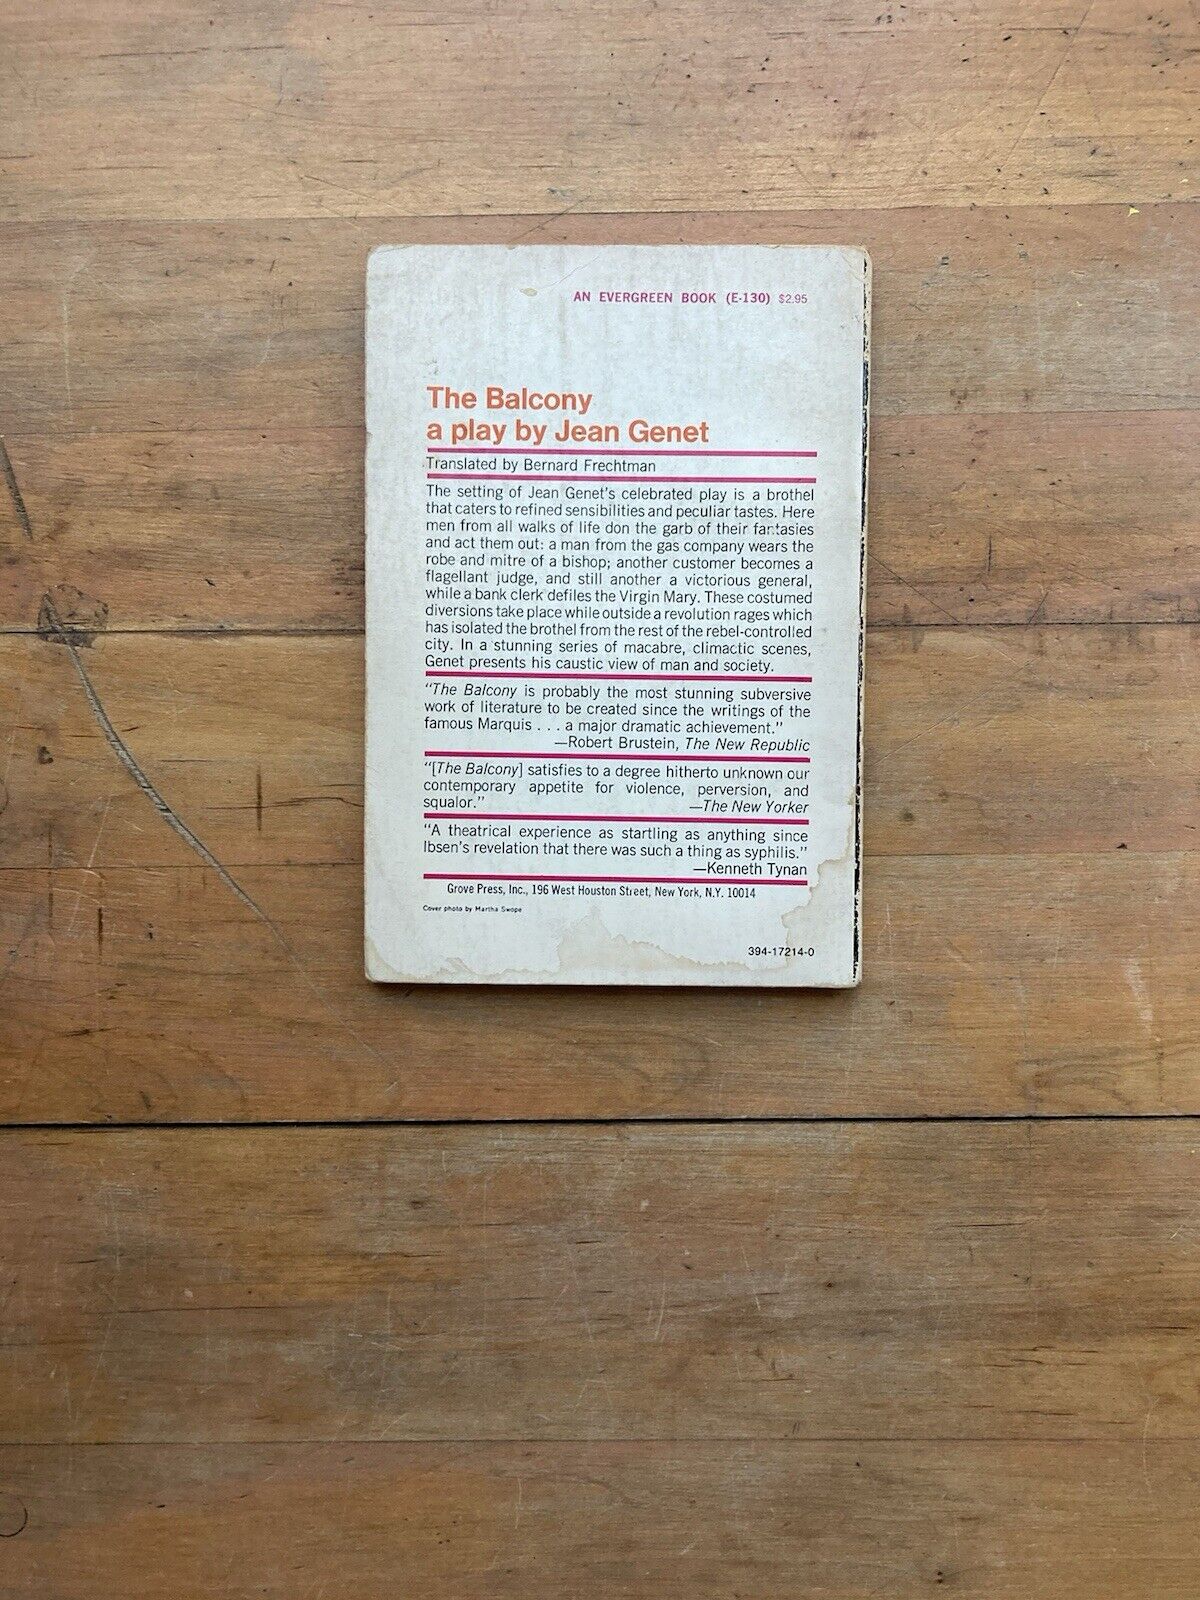 AN EVERGREEN BOOK (E-130) $2.95
The Balcony
a play by Jean Genet
Translated by Bernard Frechtman
The setting of Jean Genet's celebrated play is a brothel
that caters to refined sensibilities and peculiar tastes. Here
men from all walks of life don the garb of their fantasies
and act them out: a man from the gas company wears the
robe and mitre of a bishop; another customer becomes a
flagellant judge, and still another a victorious general,
while a bank clerk defiles the Virgin Mary. These costumed
diversions take place while outside a revolution rages which
has isolated the brothel from the rest of the rebel-controlled
city. In a stunning series of macabre, climactic scenes,
Genet presents his caustic view of man and society.
"The Balcony is probably the most stunning subversive
work of literature to be created since the writings of the
famous Marquis . . . a major dramatic achievement."
—Robert Brustein, The New Republic
"[The Balcony] satisfies to a degree hitherto unknown our
contemporary appetite for violence, perversion, and
squalor." —The New Yorker
"A theatrical experience as startling as anything since
Ibsen's revelation that there was such a thing as syphilis."
—Kenneth Tynan
Grove Press, Inc., 196 West Houston Street, New York, N.Y. 10014
Cover photo by Martha Swope
394-17214-0